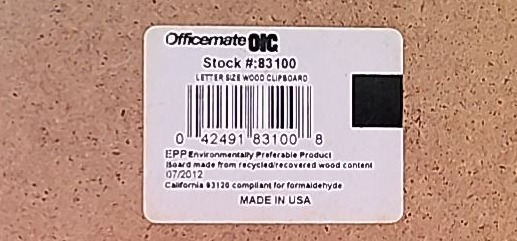 Officemate OIC
Stock #:83100
LETTER SIZE WOOD CLIPBOARD
0 42491 83100 8
EPP Environmentally Preferable Product
Board made from recycled/recovered wood content
07/2012
California 93120 compliant for formaldehyde
MADE IN USA